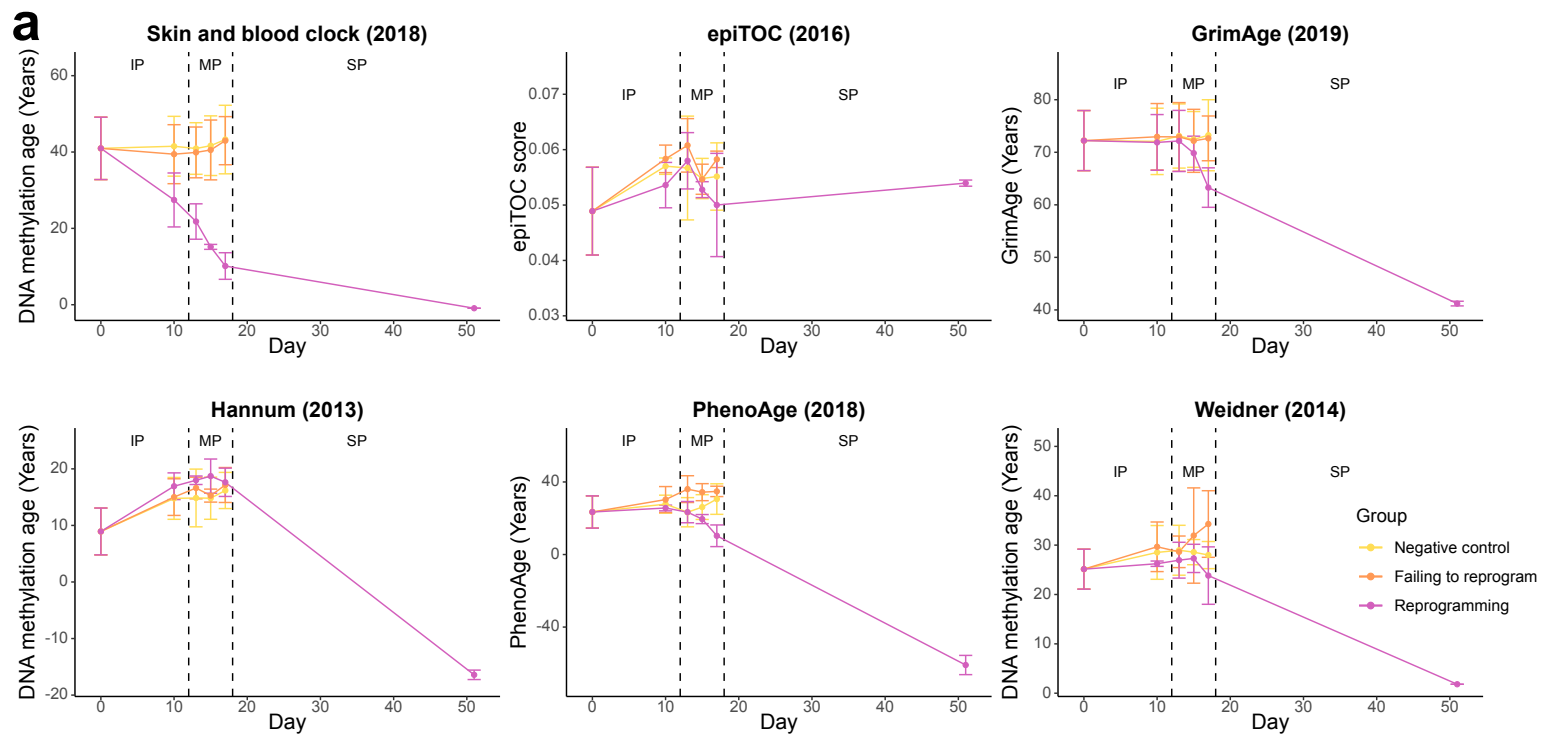 a
Skin and blood clock (2018)
DNA methylation age (Years)
IP MP SP
60
40
20
0
0 10 20 30 40 50
Day
epiTOC (2016)
epiTOC score
IP MP SP
0.07
0.06
0.05
0.04
0.03
0 10 20 30 40 50
Day
GrimAge (2019)
GrimAge (Years)
IP MP SP
80
70
60
50
40
0 10 20 30 40 50
Day
Hannum (2013)
DNA methylation age (Years)
IP MP SP
20
10
0
-10
-20
0 10 20 30 40 50
Day
PhenoAge (2018)
PhenoAge (Years)
IP MP SP
40
0
-40
0 10 20 30 40 50
Day
Weidner (2014)
DNA methylation age (Years)
IP MP SP
50
40
30
20
10
0
0 10 20 30 40 50
Day
Group
Negative control
Failing to reprogram
Reprogramming